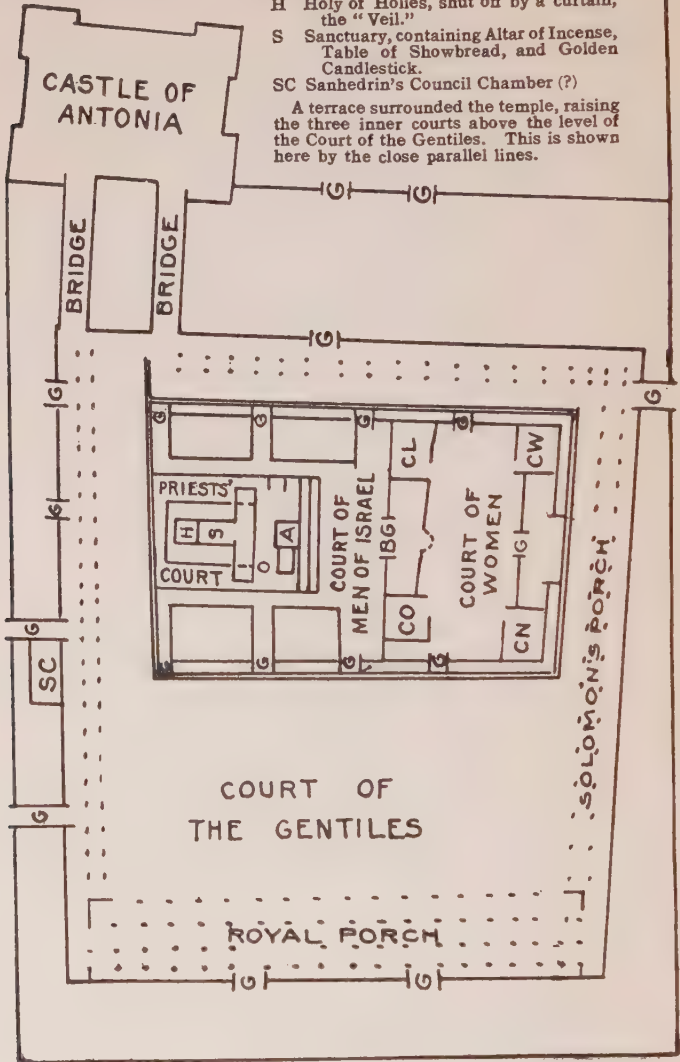 H Holy of Holies, shut off by a curtain,
the "Veil."
S Sanctuary, containing Altar of Incense,
Table of Showbread, and Golden
Candlestick.
SC Sanhedrin's Council Chamber (?)
A terrace surrounded the temple, raising
the three inner courts above the level of
the Court of the Gentiles. This is shown
here by the close parallel lines.
CASTLE OF
ANTONIA
G G
BRIDGE BRIDGE
G
G G
G G G G
CL CW
PRIESTS'
H S A
COURT
O
COURT OF
MEN OF ISRAEL
BG
COURT OF
WOMEN
G
G
CO CN
G
SC
G G G G
SOLOMON'S PORCH
COURT OF
THE GENTILES
G
ROYAL PORCH
G G